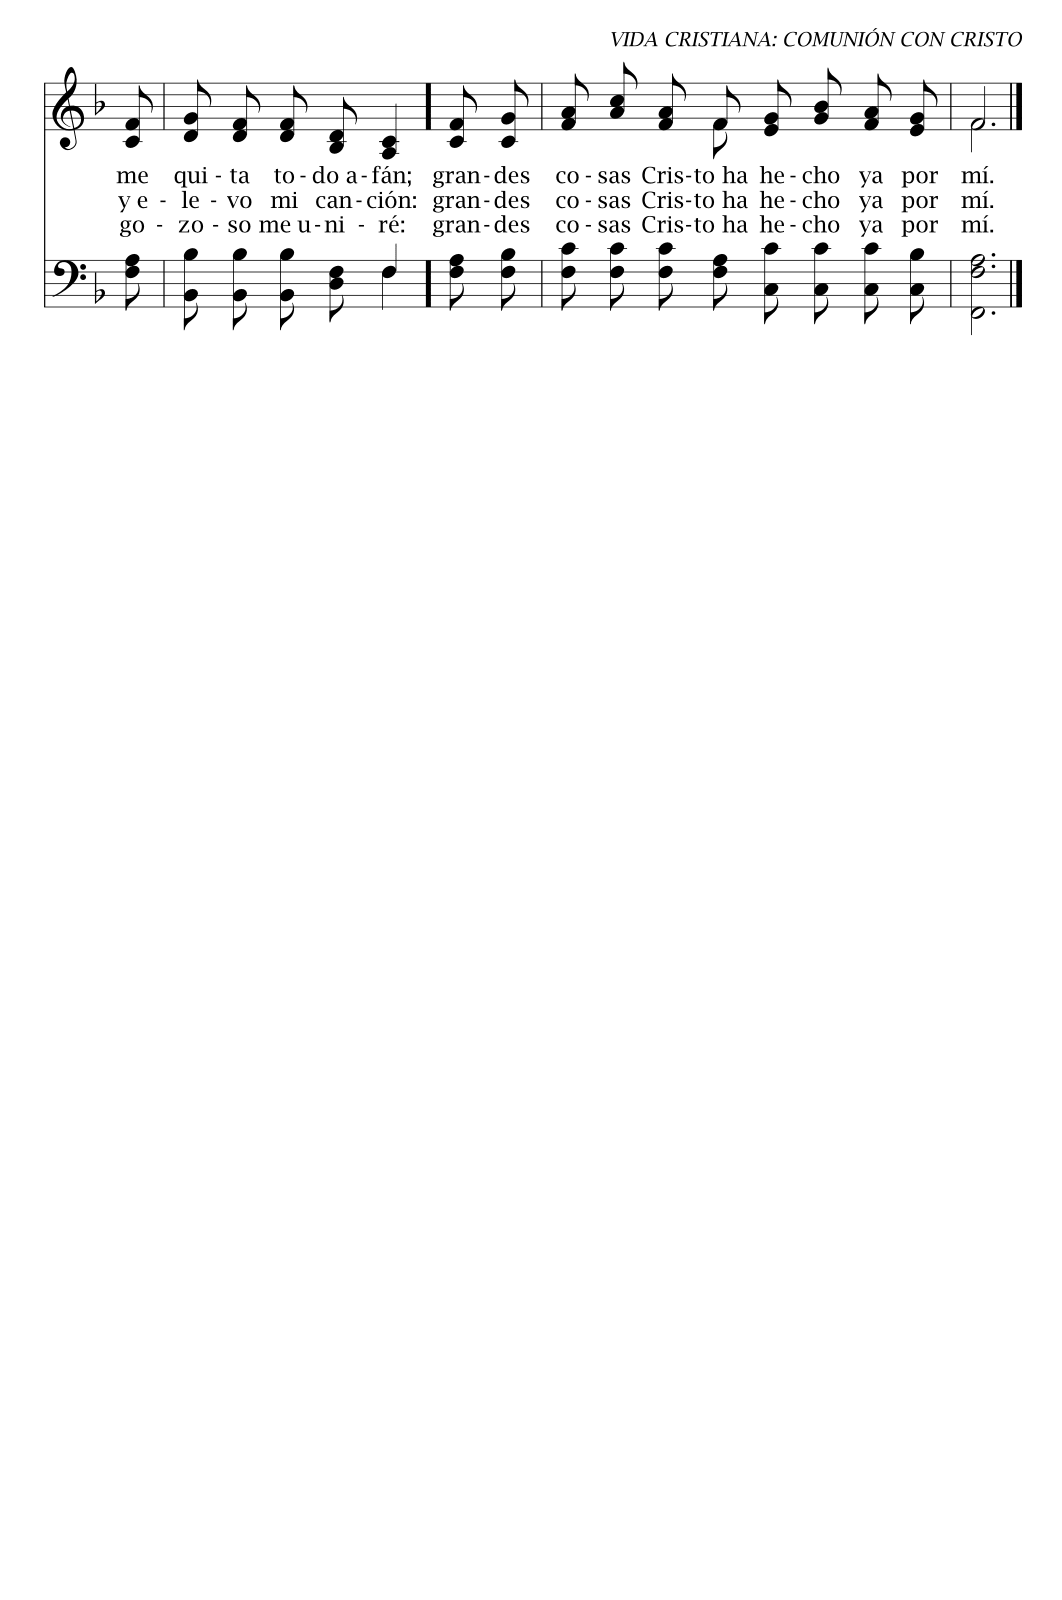 VIDA CRISTIANA: COMUNIÓN CON CRISTO
me qui - ta to - do a - fán; gran - des co - sas Cris - to ha he - cho ya por mí.
y e - le - vo mi can - ción: gran - des co - sas Cris - to ha he - cho ya por mí.
go - zo - so me u - ni - ré: gran - des co - sas Cris - to ha he - cho ya por mí.